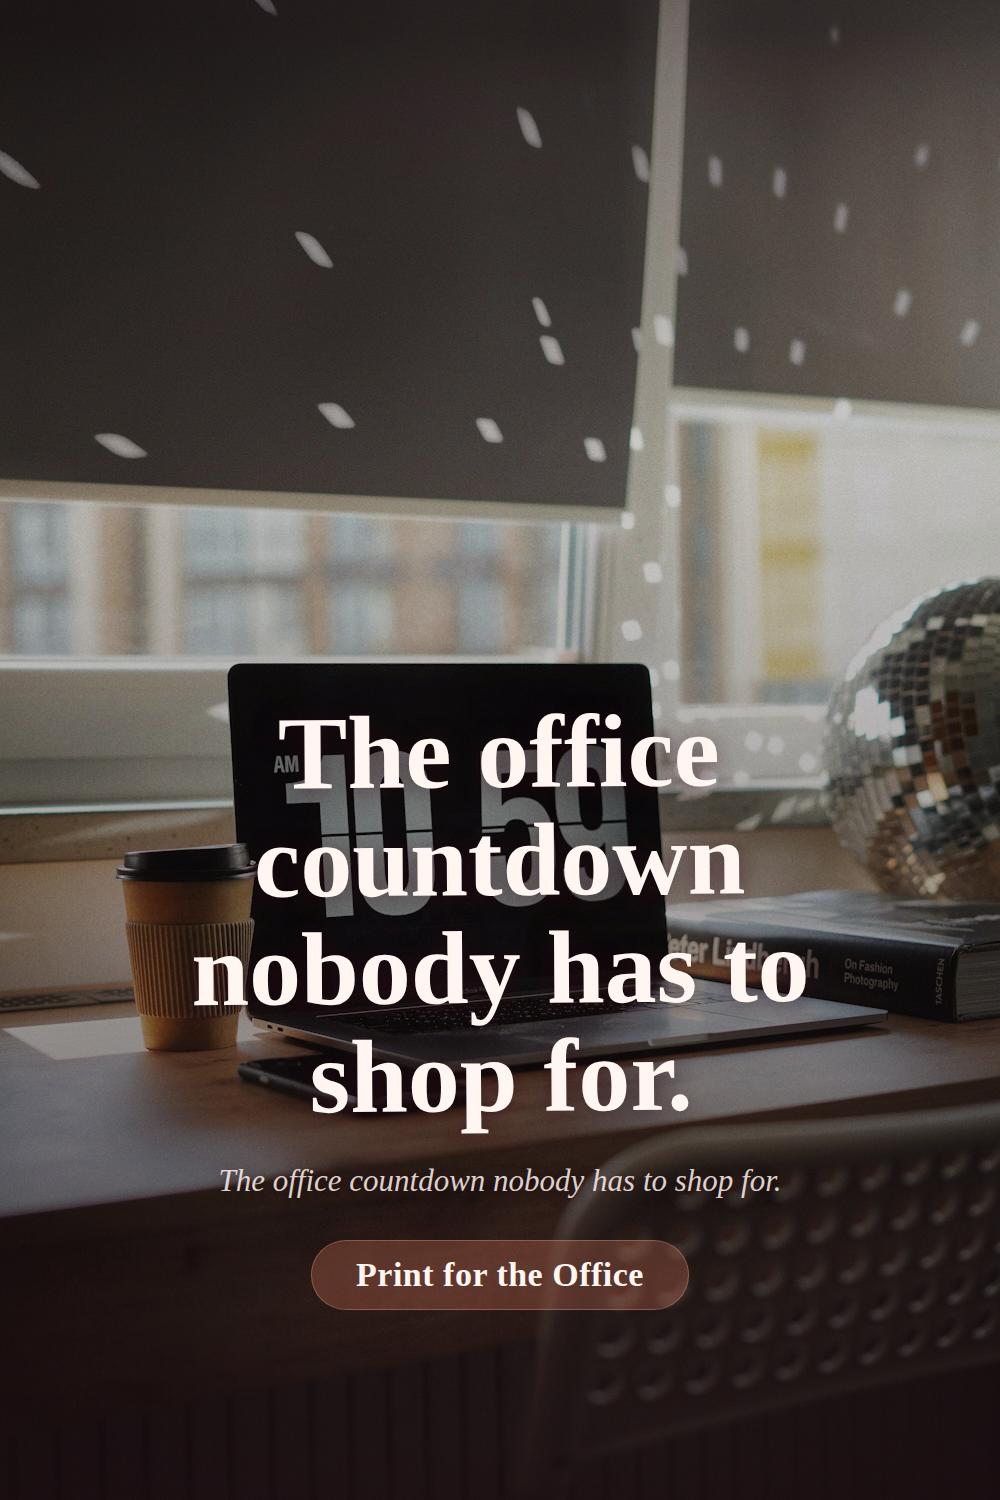 The office
AM
10 59
countdown
nobody has to
On Fashion
Photography
TASCHEN
shop for.
The office countdown nobody has to shop for.
Print for the Office